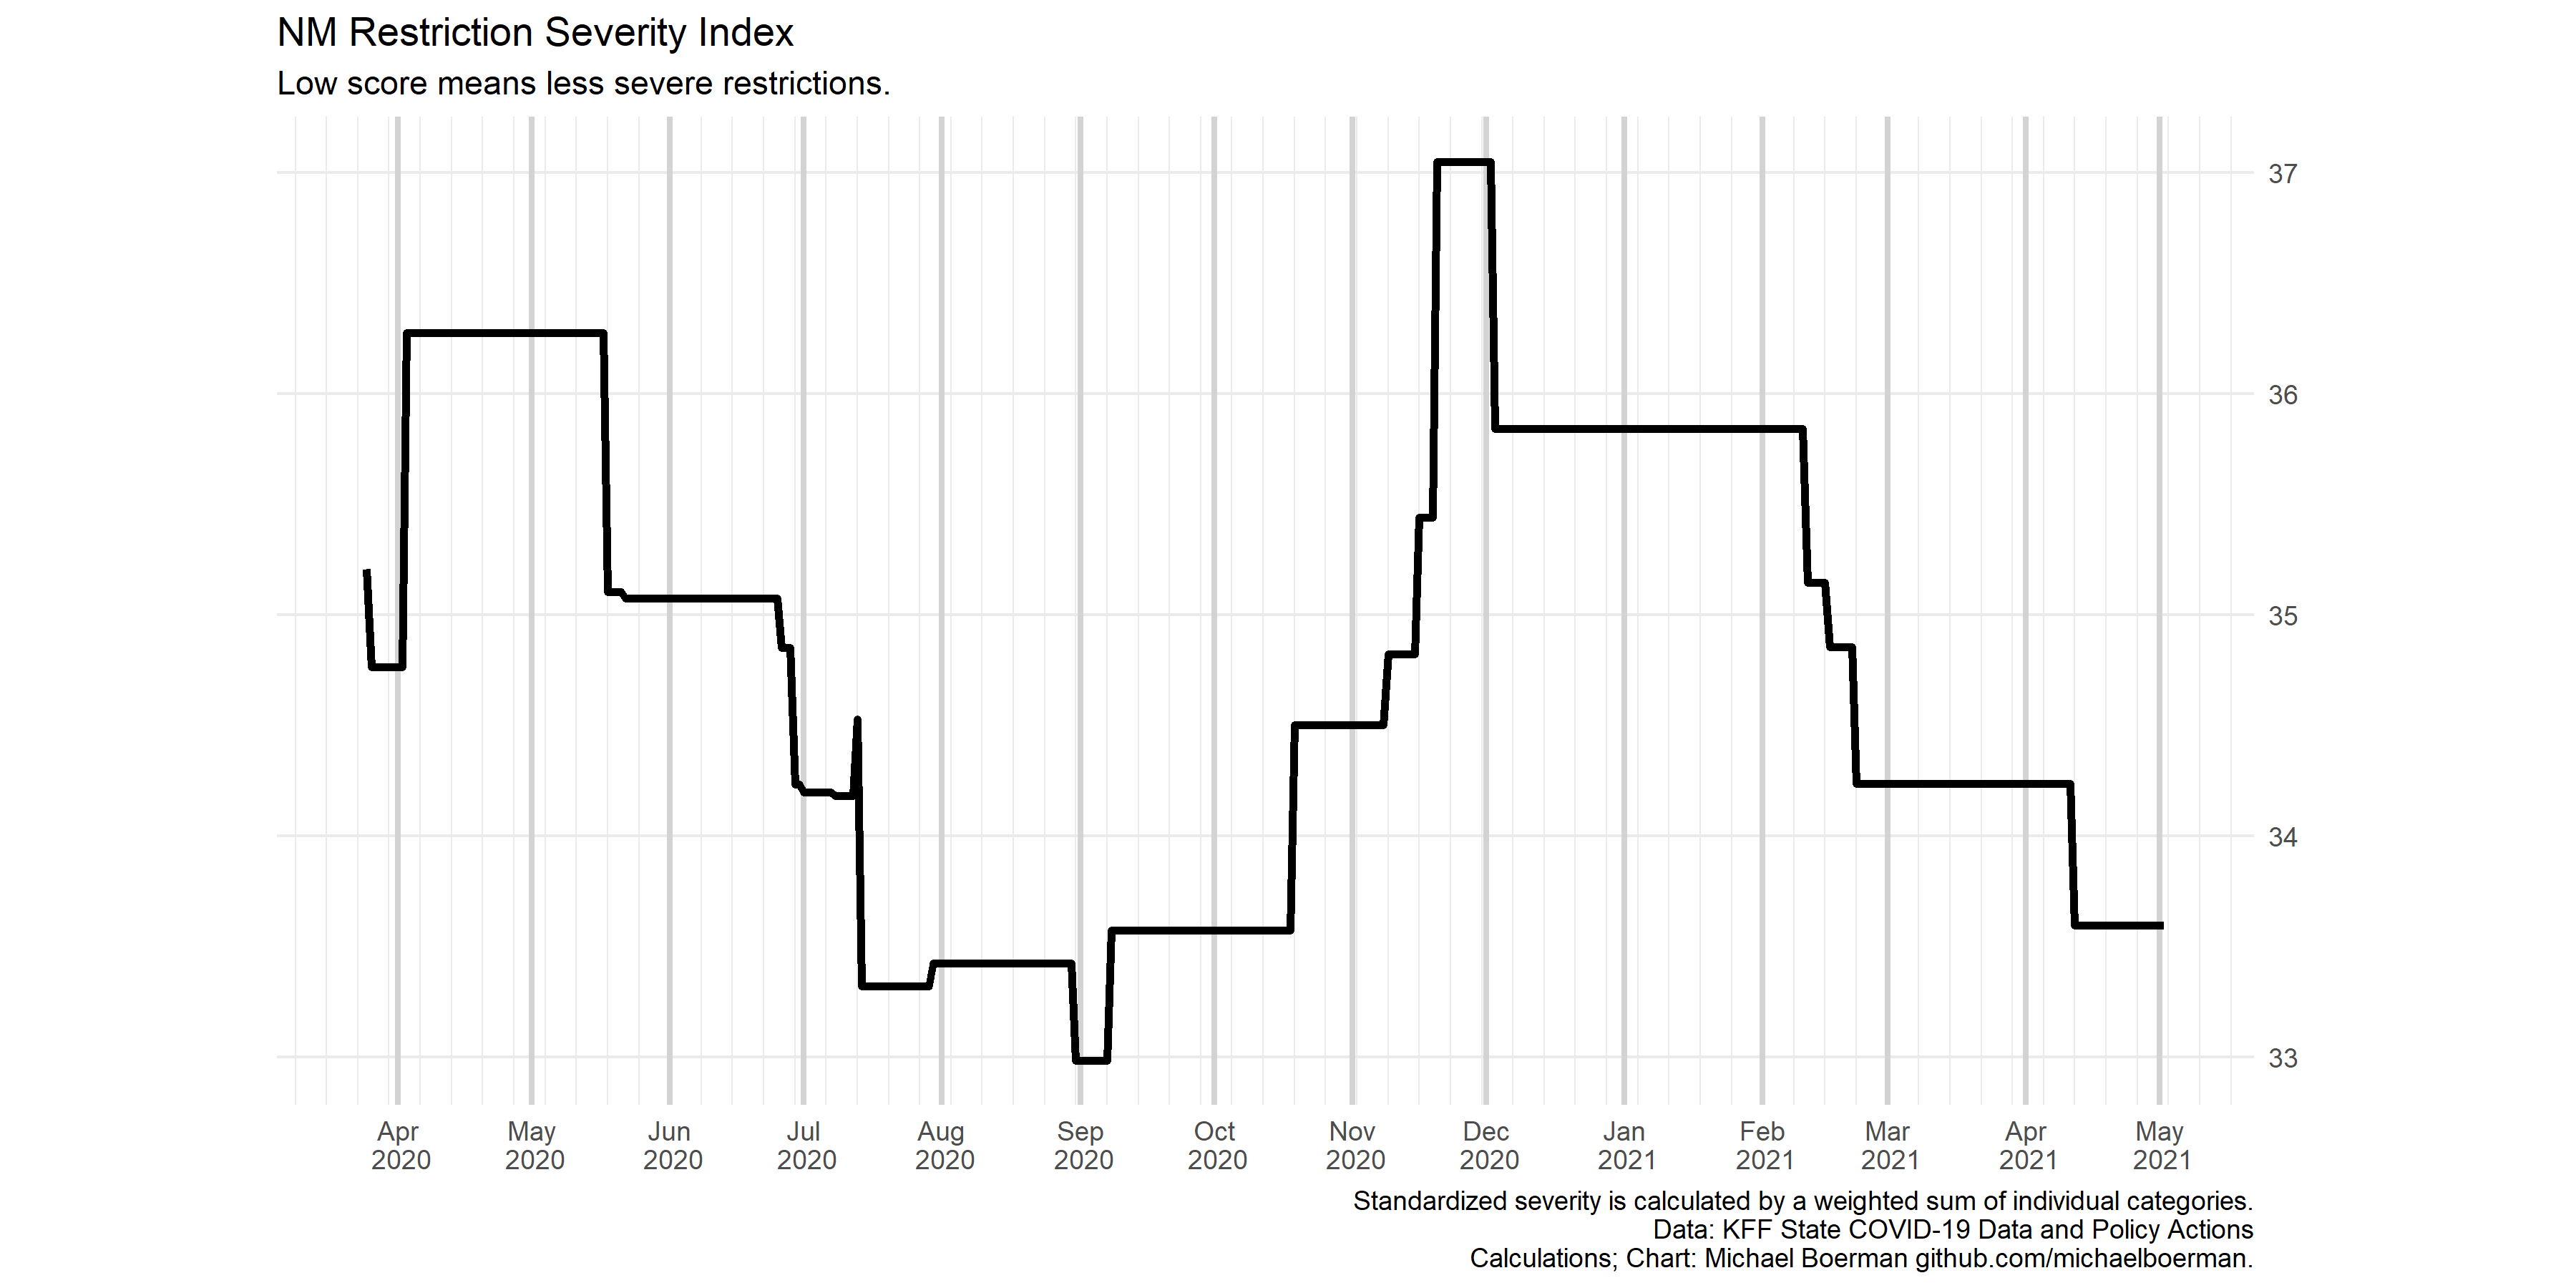 NM Restriction Severity Index
Low score means less severe restrictions.
37
36
35
34
33
Apr May Jun Jul Aug Sep Oct Nov Dec Jan Feb Mar Apr May
2020 2020 2020 2020 2020 2020 2020 2020 2020 2021 2021 2021 2021 2021
Standardized severity is calculated by a weighted sum of individual categories.
Data: KFF State COVID-19 Data and Policy Actions
Calculations; Chart: Michael Boerman github.com/michaelboerman.